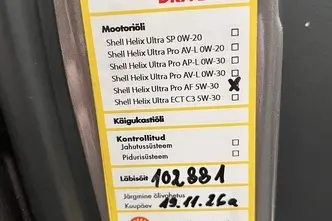 Mootoriõli
Shell Helix Ultra SP 0W-20
Shell Helix Ultra Pro AV-L 0W-20
Shell Helix Ultra Pro AP-L 0W-30
Shell Helix Ultra Pro AV-L 0W-30
Shell Helix Ultra Pro AF 5W-30 X
Shell Helix Ultra ECT C3 5W-30
Käigukastiõli
Kontrollitud
Jahutussüsteem
Pidurisüsteem
Läbisõit 102881
Järgmine õlivahetus
Kuupäev 19.11.26a